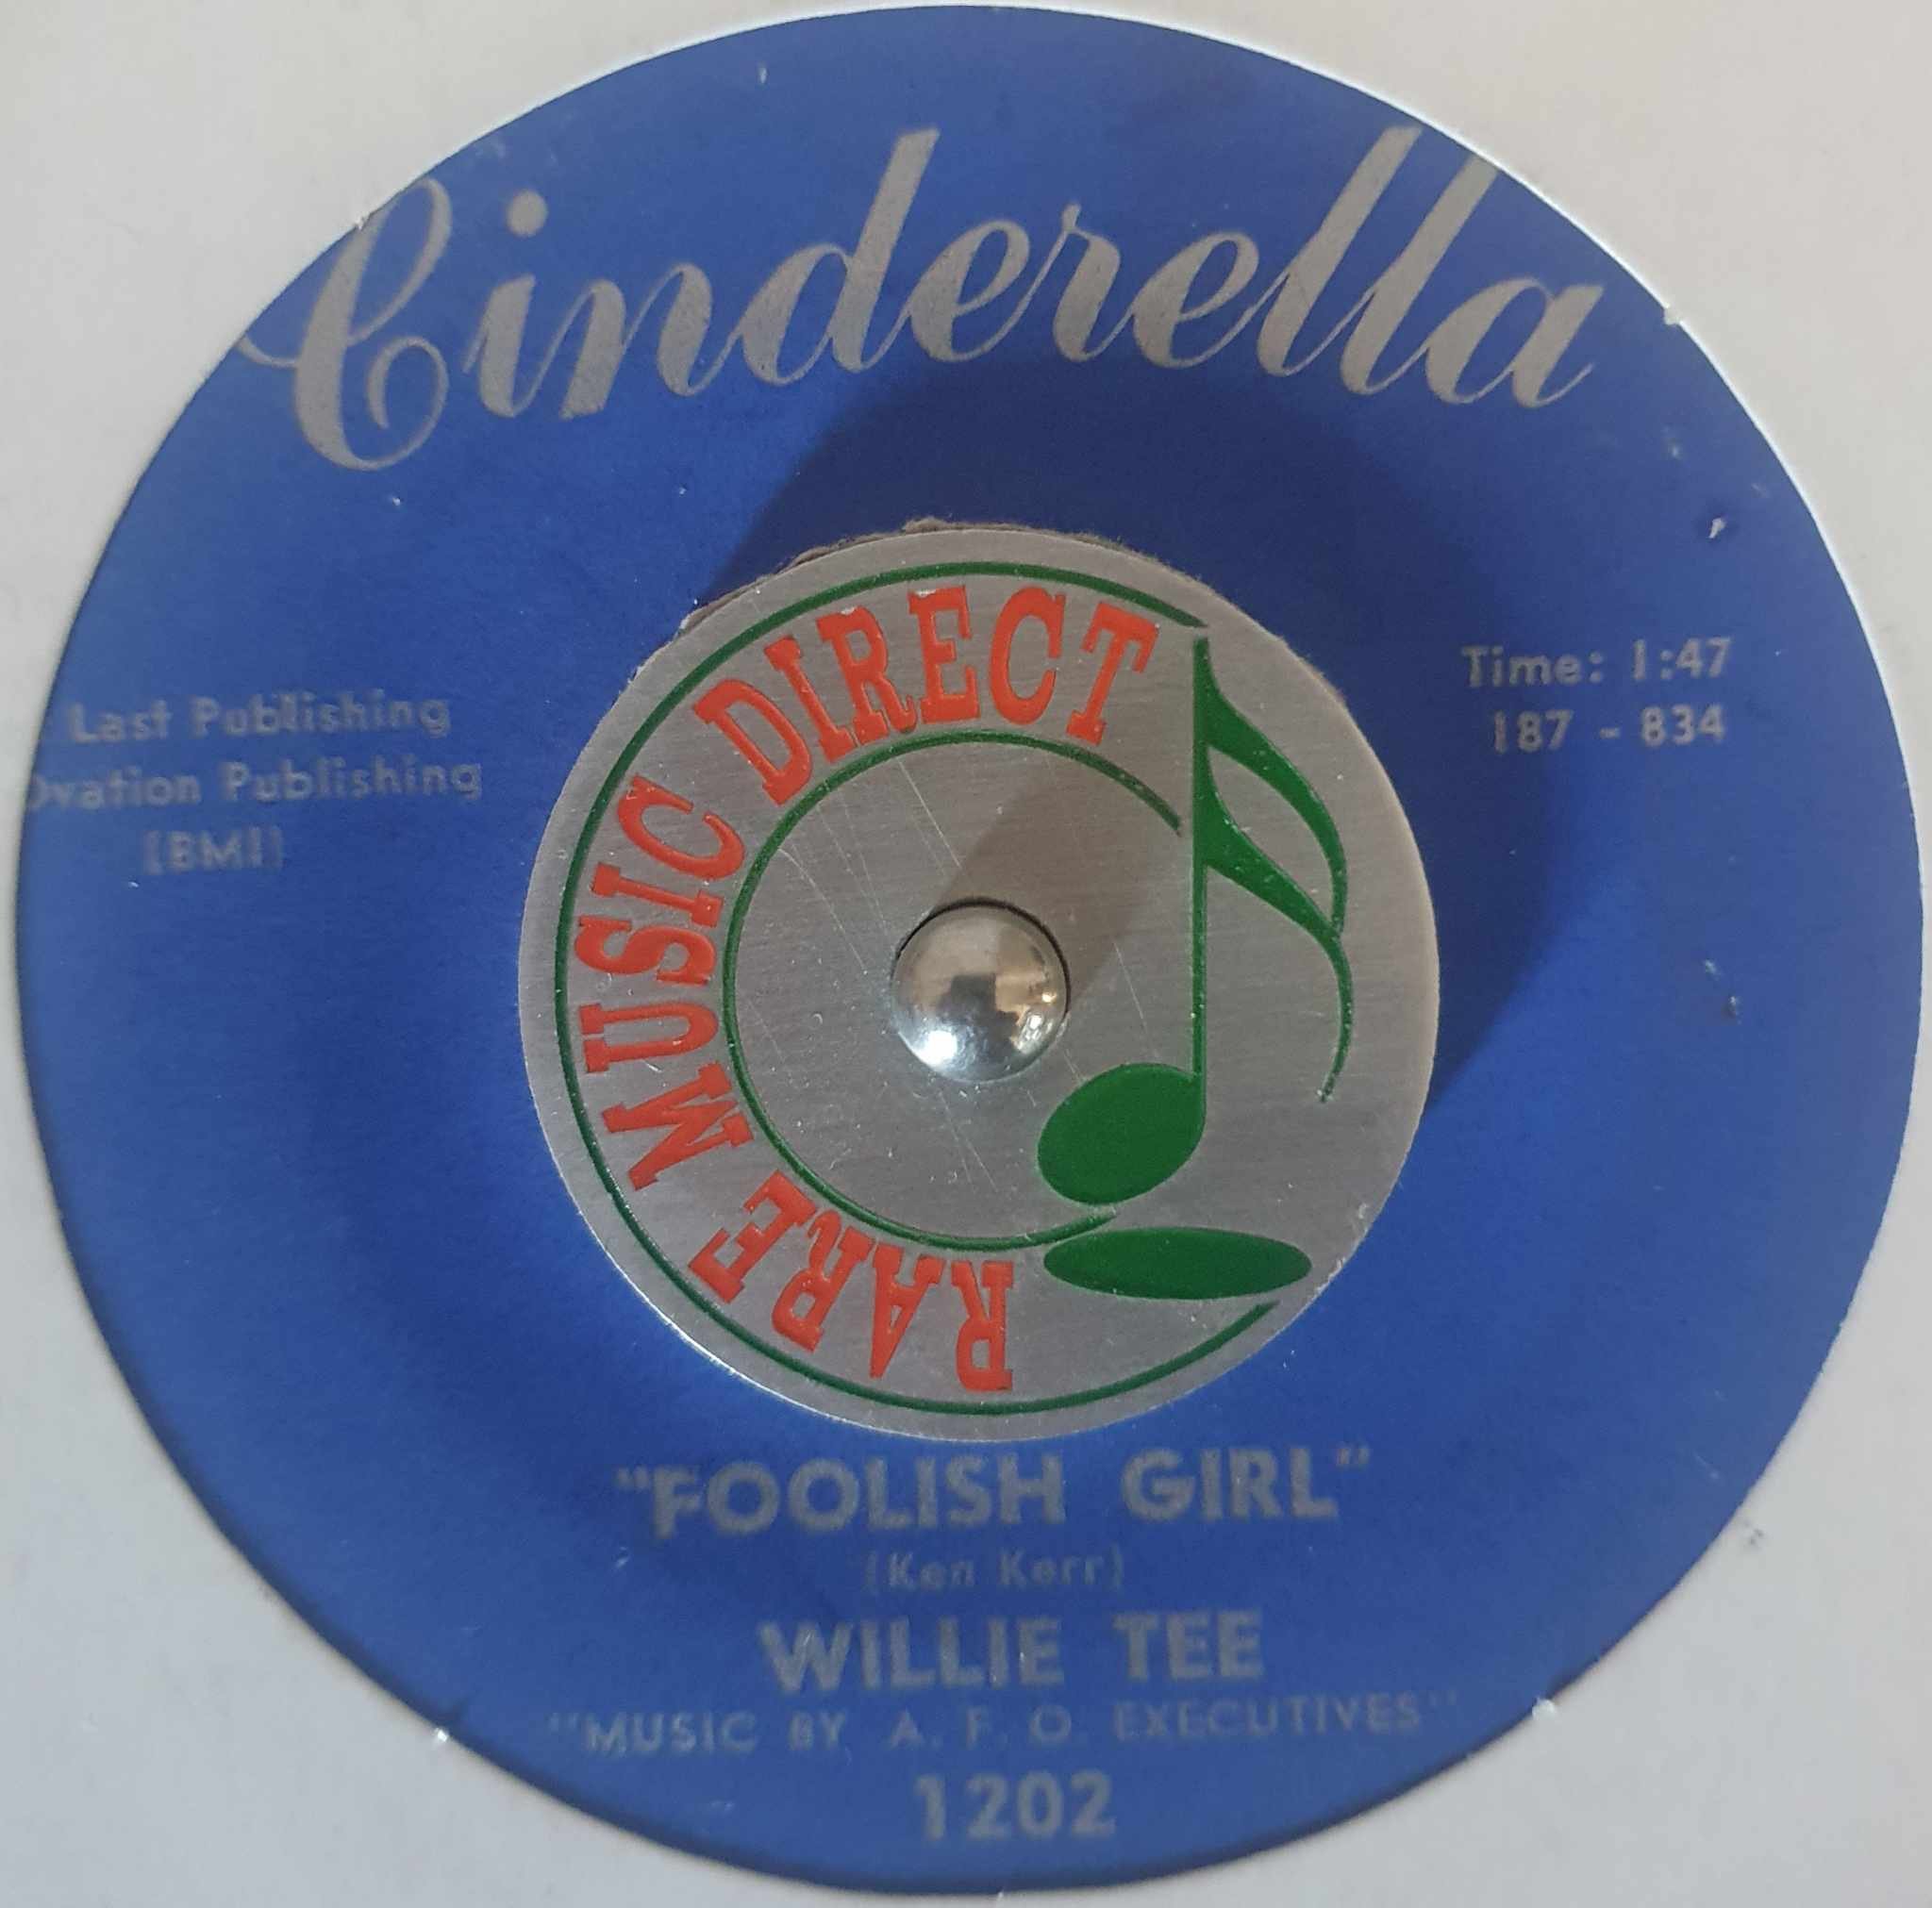 Cinderella
Last Publishing
Ovation Publishing
(BMI)
Time: 1:47
187 - 834
RARE MUSIC DIRECT
"FOOLISH GIRL"
(Ken Kerr)
WILLIE TEE
"MUSIC BY A. F. O. EXECUTIVES"
1202